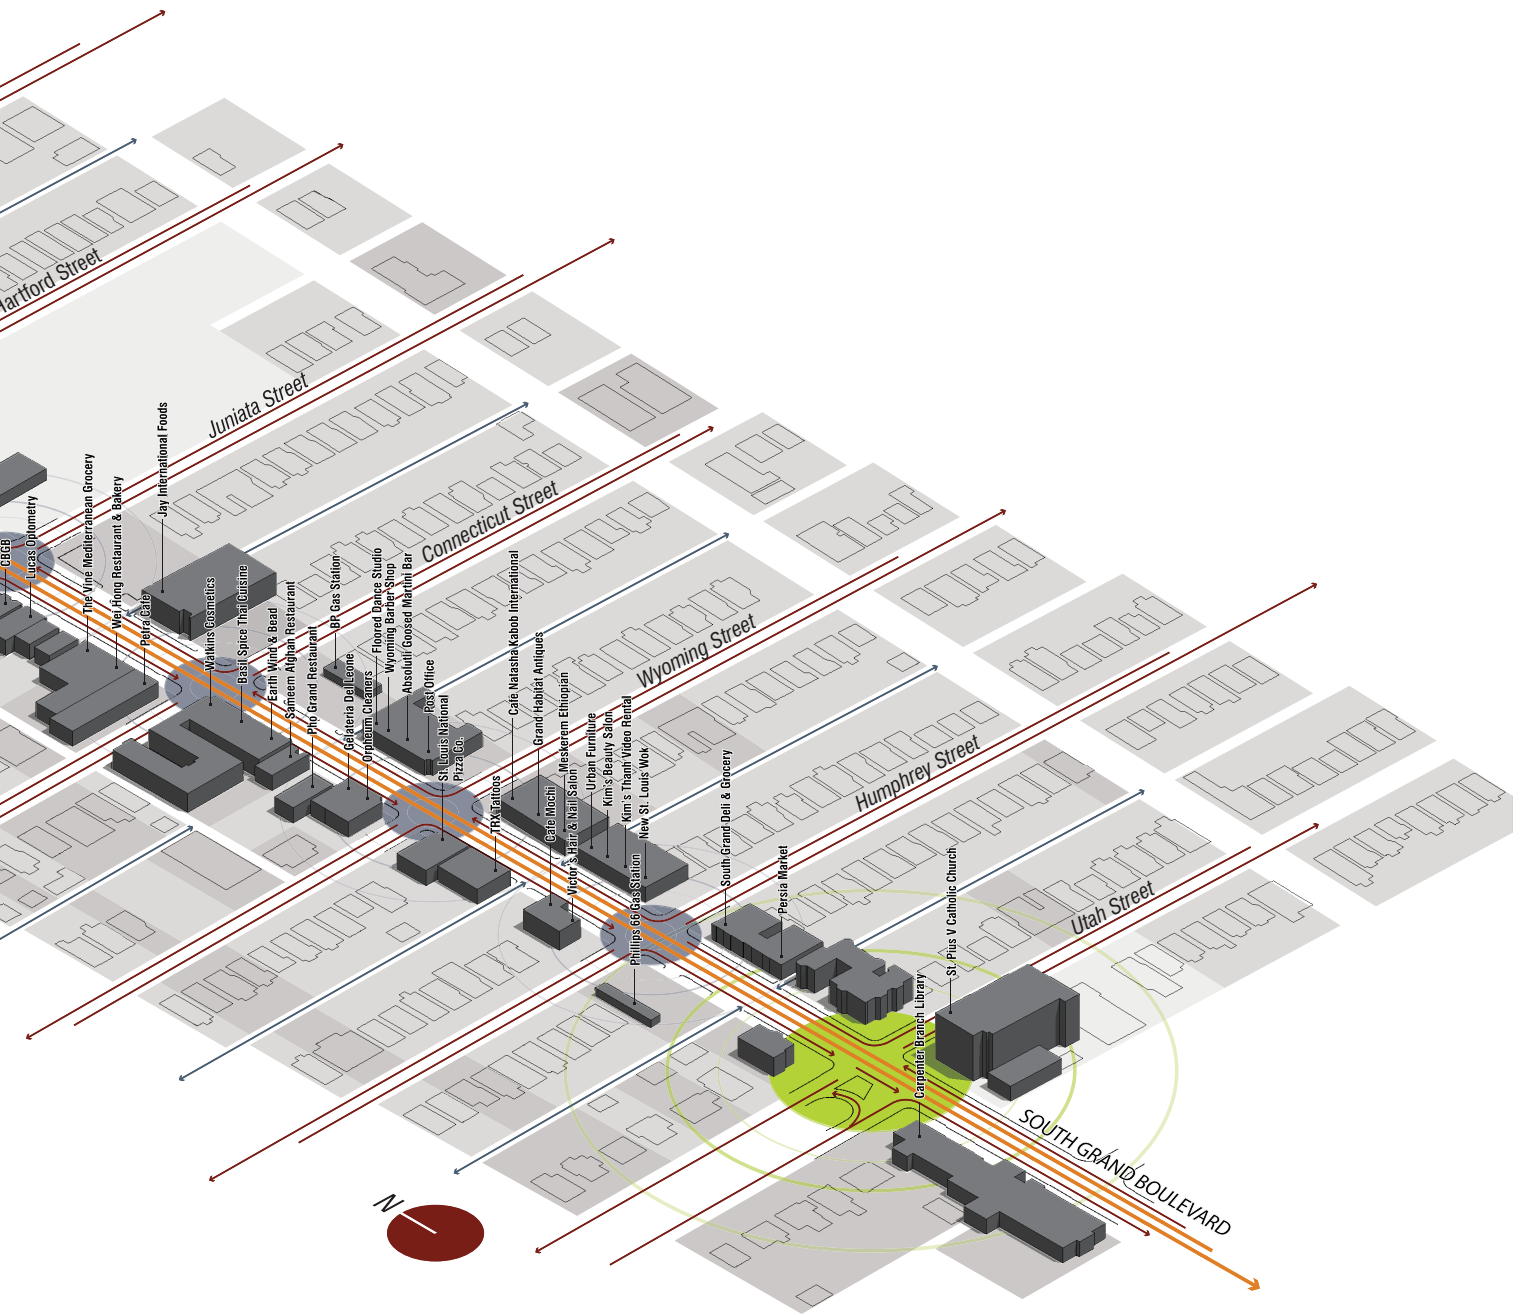 Hartford Street
Juniata Street
Connecticut Street
Wyoming Street
Humphrey Street
Utah Street
SOUTH GRAND BOULEVARD
CBGB
Lucas Optometry
The Vine Mediterranean Grocery
Wei Hong Restaurant & Bakery
Petra Cafe
Jay International Foods
Watkins Cosmetics
Basil Spice Thai Cuisine
Earth Wind & Bead
Sameem Afghan Restaurant
Pho Grand Restaurant
BP Gas Station
Gelateria Del Leone
Orpheum Cleaners
Floored Dance Studio
Wyoming Barber Shop
Absolutli Goosed Martini Bar
Post Office
St. Louis National
Pizza Co.
TRX Tattoos
Café Natasha Kabob International
Grand Habitat Antiques
Cafe Mochi
Meskerem Ethiopian
Victor's Hair & Nail Salon
Urban Furniture
Kim's Beauty Salon
Kim's Thanh Video Rental
New St. Louis Wok
Phillips 66 Gas Station
South Grand Deli & Grocery
Persia Market
Carpenter Branch Library
St. Pius V Catholic Church
N